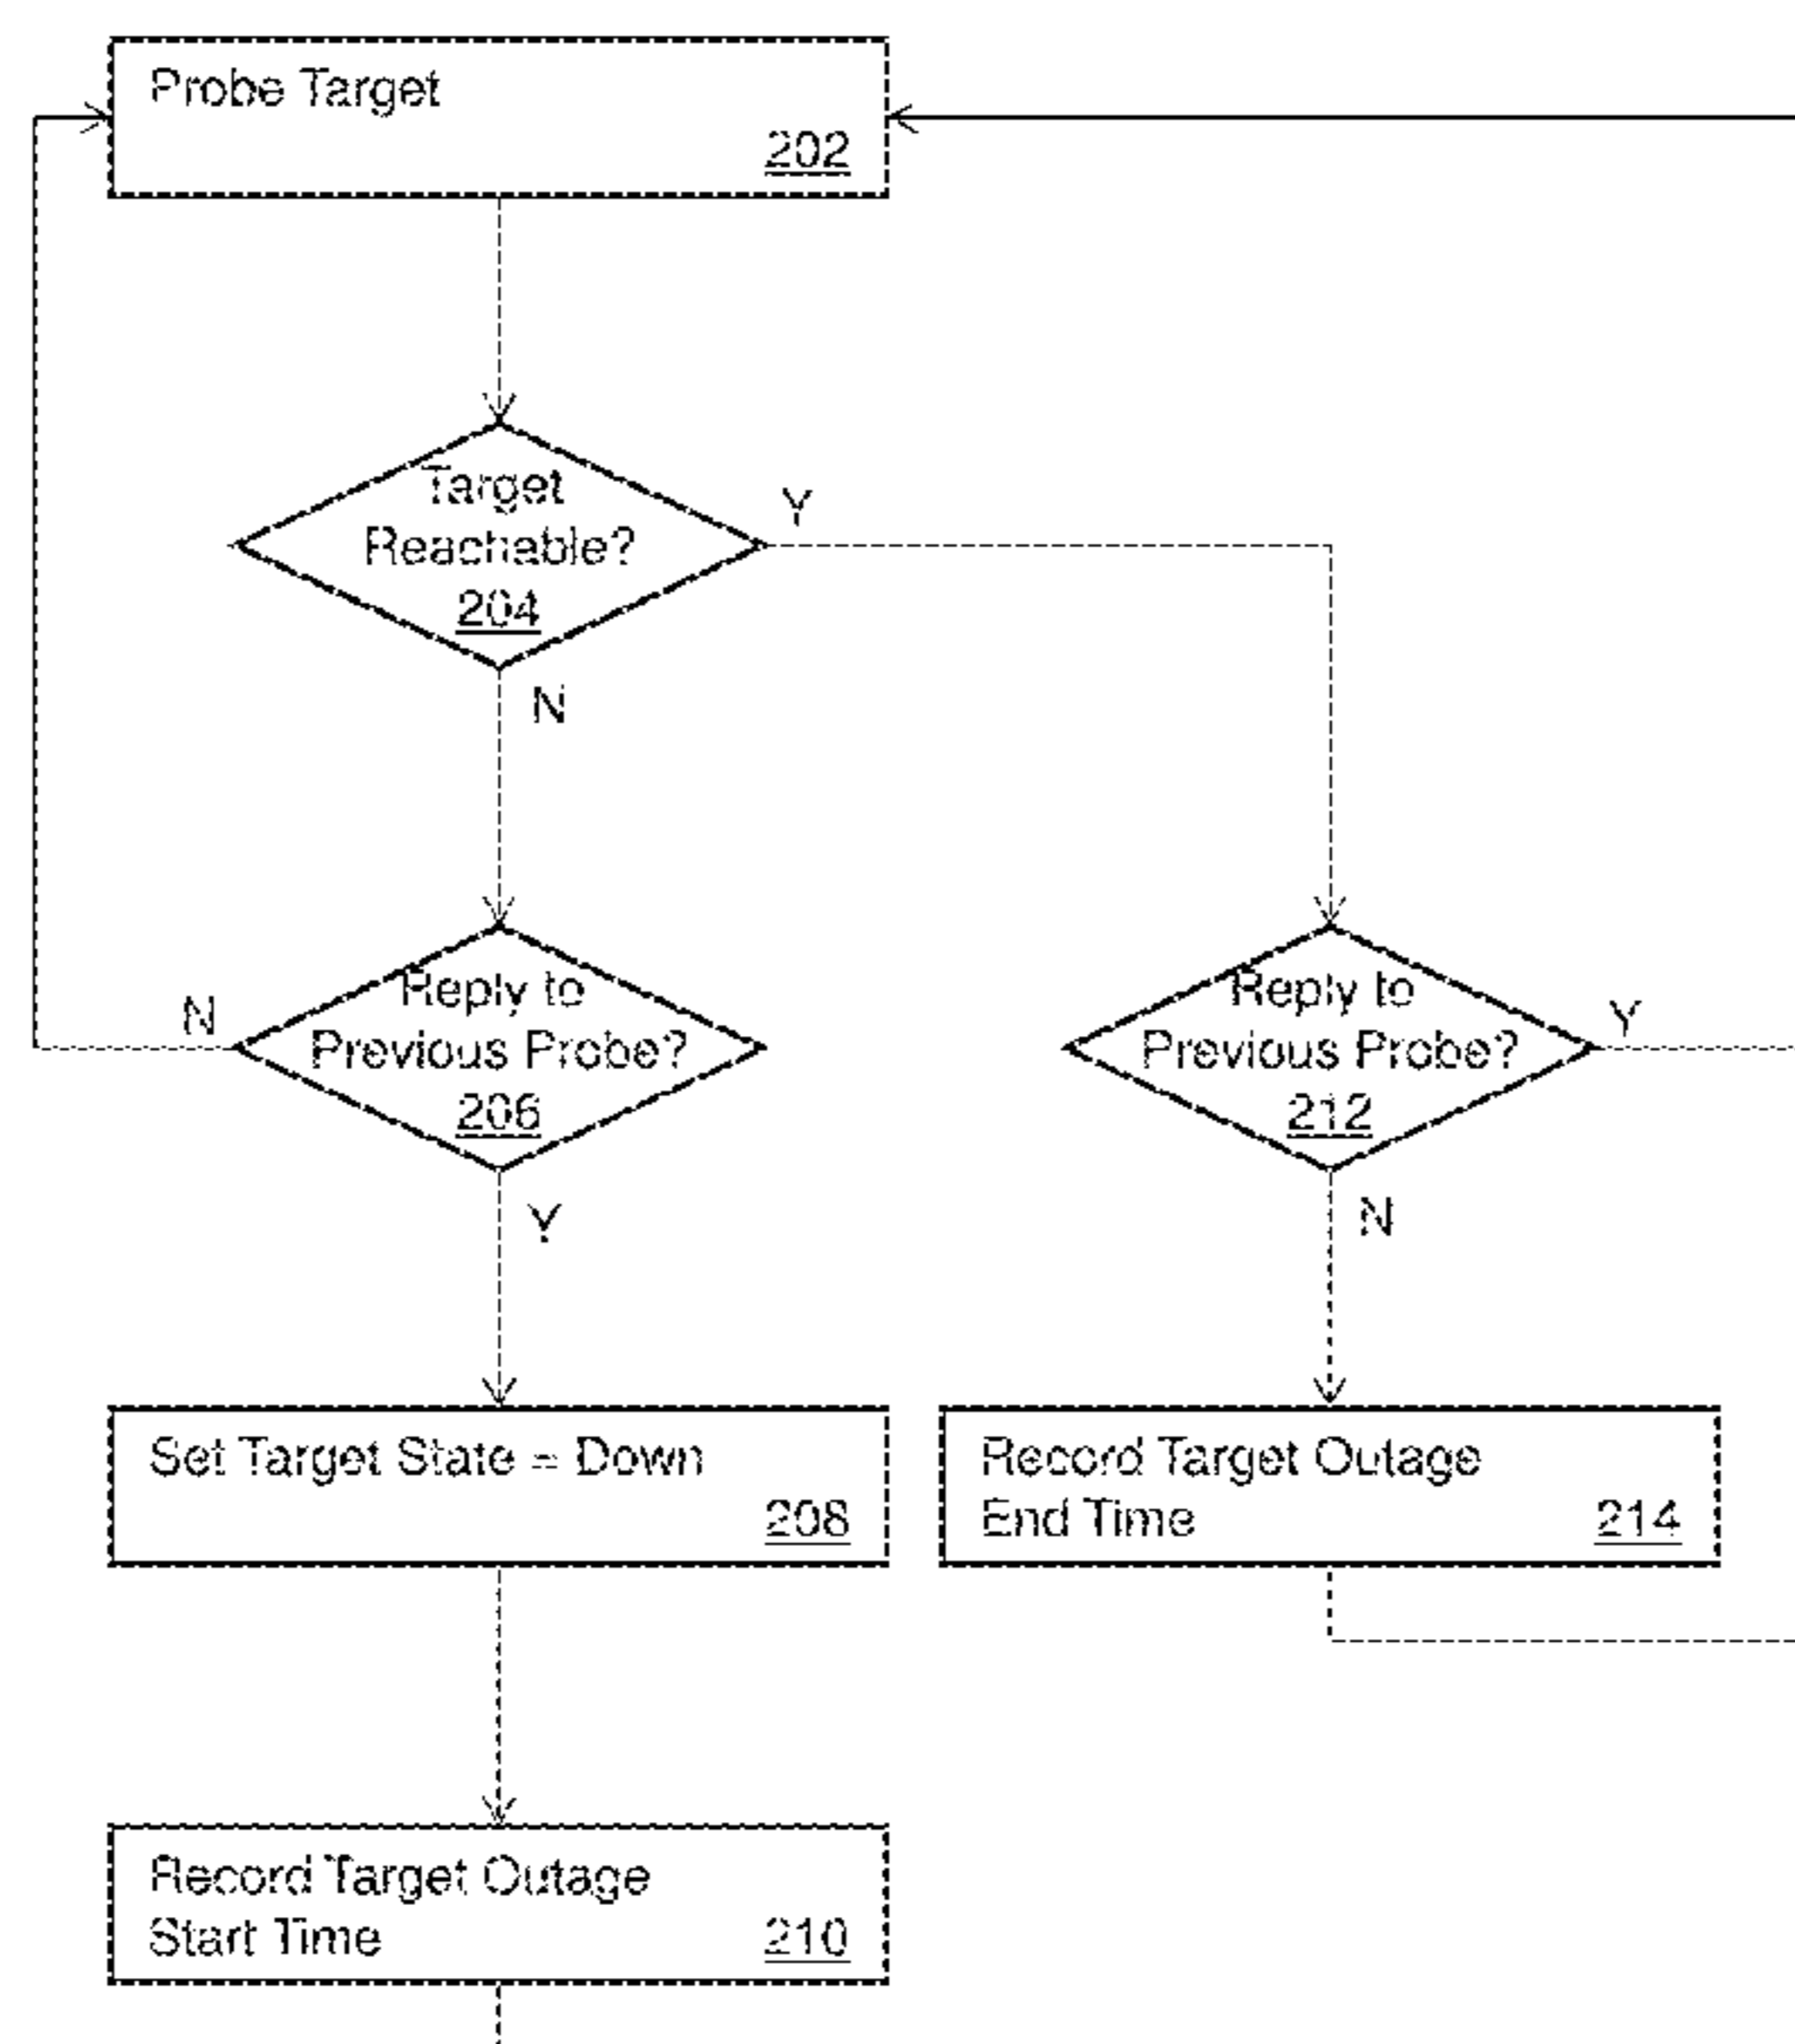 Probe Target
202
Target
Reachable?
204
Y
N
Reply to
Previous Probe?
206
N
Y
Reply to
Previous Probe?
212
Y
N
Set Target State = Down
208
Record Target Outage
End Time
214
Record Target Outage
Start Time
210